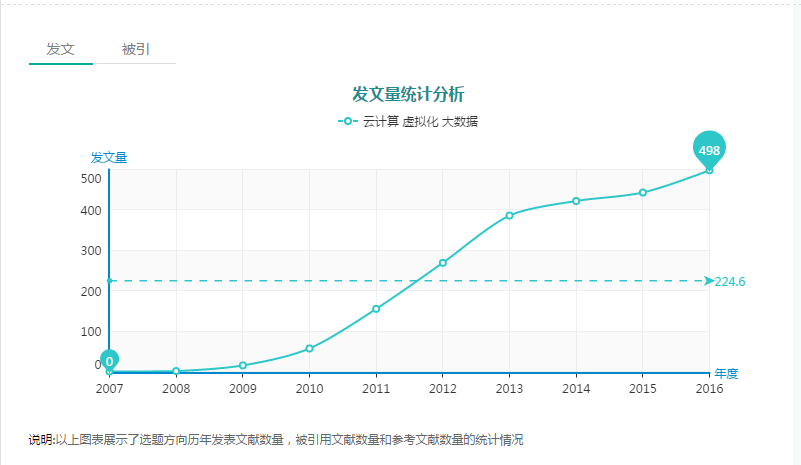 发文 被引
发文量统计分析
云计算 虚拟化 大数据
发文量
498
500
400
300
224.6
200
100
0
0
年度
2007 2008 2009 2010 2011 2012 2013 2014 2015 2016
说明:以上图表展示了选题方向历年发表文献数量，被引用文献数量和参考文献数量的统计情况